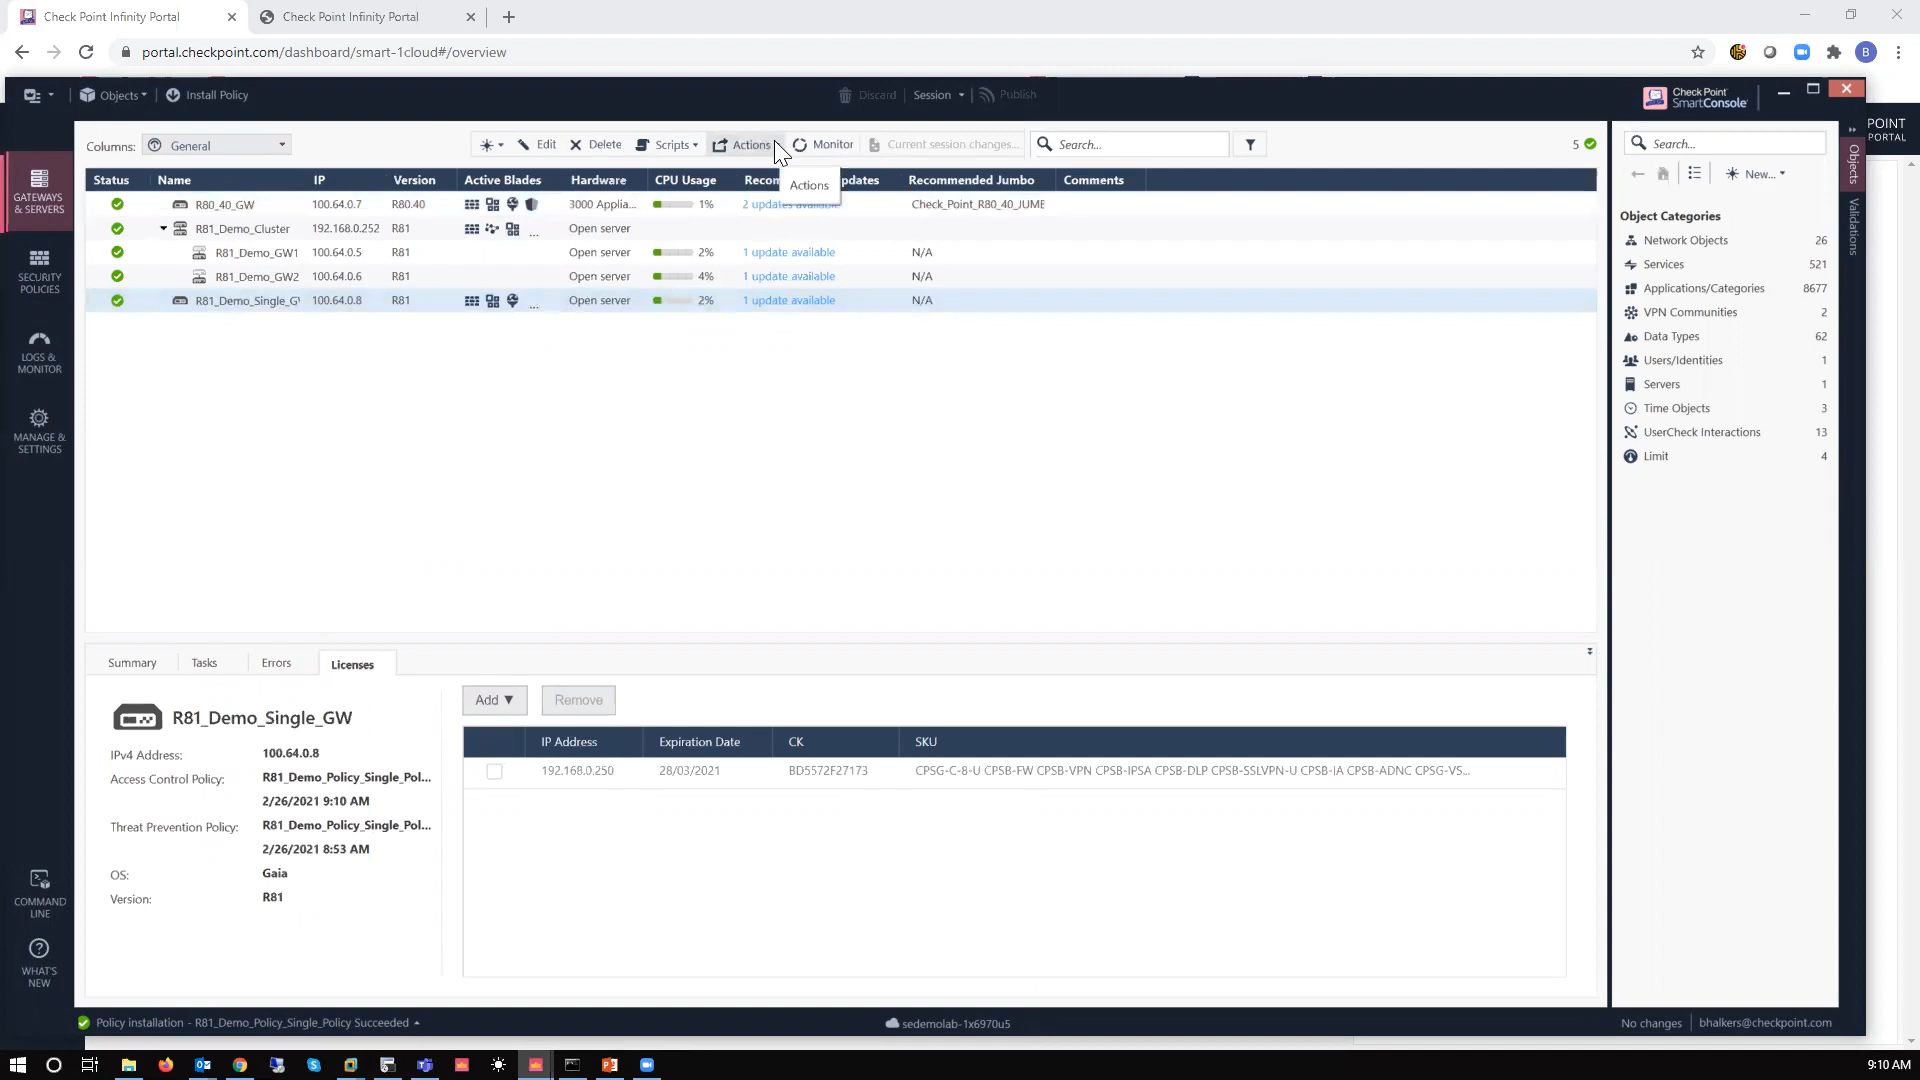 Check Point Infinity Portal
Check Point Infinity Portal
portal.checkpoint.com/dashboard/smart-1cloud#/overview
B
Objects
Install Policy
Discard
Session
Publish
Check Point
SmartConsole
POINT
PORTAL
Columns:
General
Edit
Delete
Scripts
Actions
Monitor
Current session changes...
Search...
5
Actions
Status Name IP Version Active Blades Hardware CPU Usage Recom pdates Recommended Jumbo Comments
R80_40_GW 100.64.0.7 R80.40 3000 Applia... 1% 2 updates available Check_Point_R80_40_JUMB
R81_Demo_Cluster 192.168.0.252 R81 ... Open server
R81_Demo_GW1 100.64.0.5 R81 Open server 2% 1 update available N/A
R81_Demo_GW2 100.64.0.6 R81 Open server 4% 1 update available N/A
R81_Demo_Single_G 100.64.0.8 R81 ... Open server 2% 1 update available N/A
GATEWAYS
& SERVERS
SECURITY
POLICIES
LOGS &
MONITOR
MANAGE &
SETTINGS
COMMAND
LINE
WHAT'S
NEW
Summary
Tasks
Errors
Licenses
R81_Demo_Single_GW
IPv4 Address: 100.64.0.8
Access Control Policy: R81_Demo_Policy_Single_Pol...
2/26/2021 9:10 AM
Threat Prevention Policy: R81_Demo_Policy_Single_Pol...
2/26/2021 8:53 AM
OS: Gaia
Version: R81
Add ▼
Remove
IP Address Expiration Date CK SKU
192.168.0.250 28/03/2021 BD5572F27173 CPSG-C-8-U CPSB-FW CPSB-VPN CPSB-IPSA CPSB-DLP CPSB-SSLVPN-U CPSB-IA CPSB-ADNC CPSG-VS...
Search...
New...
Object Categories
Network Objects 26
Services 521
Applications/Categories 8677
VPN Communities 2
Data Types 62
Users/Identities 1
Servers 1
Time Objects 3
UserCheck Interactions 13
Limit 4
Objects
Validations
Policy installation - R81_Demo_Policy_Single_Policy Succeeded
sedemolab-1x6970u5
No changes
bhalkers@checkpoint.com
9:10 AM